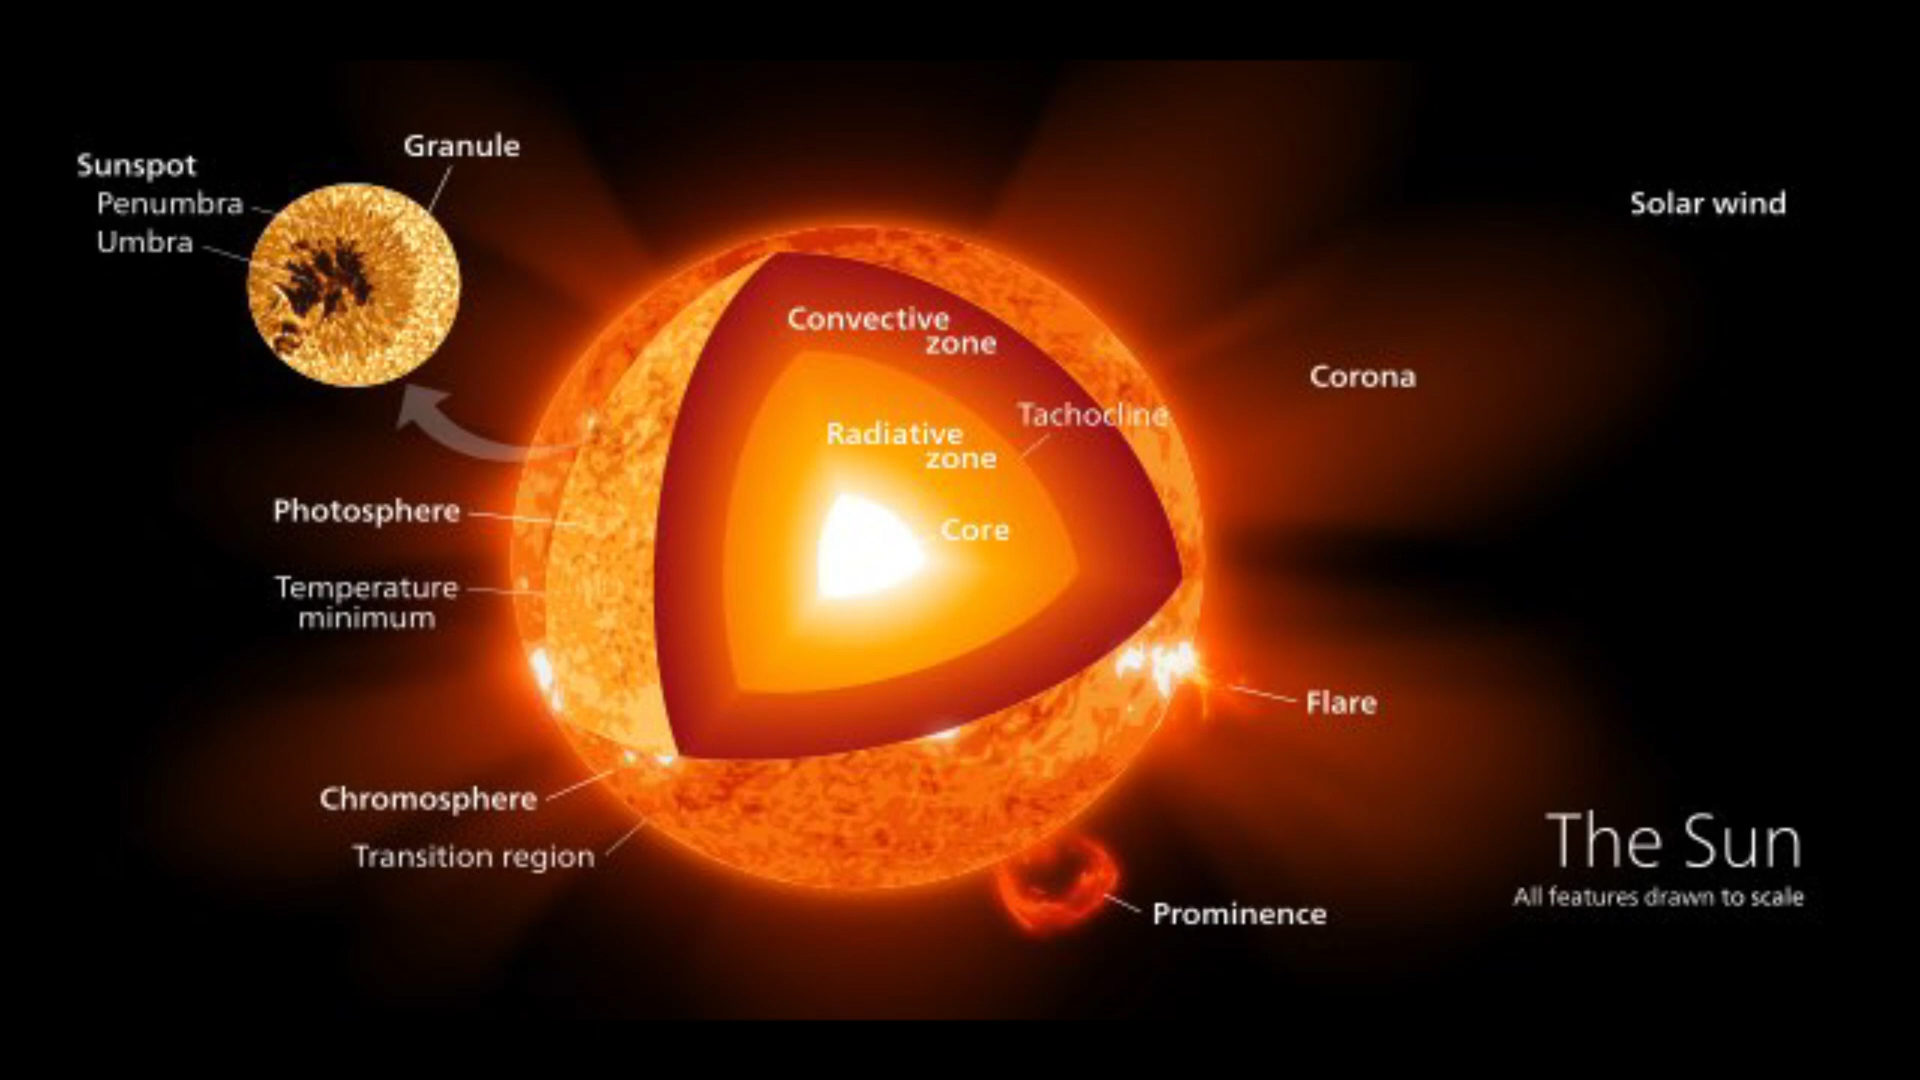 Granule
Sunspot
Penumbra
Umbra
Solar wind
Convective
zone
Corona
Tachocline
Radiative
zone
Photosphere
Core
Temperature
minimum
Flare
Chromosphere
Transition region
The Sun
All features drawn to scale
Prominence